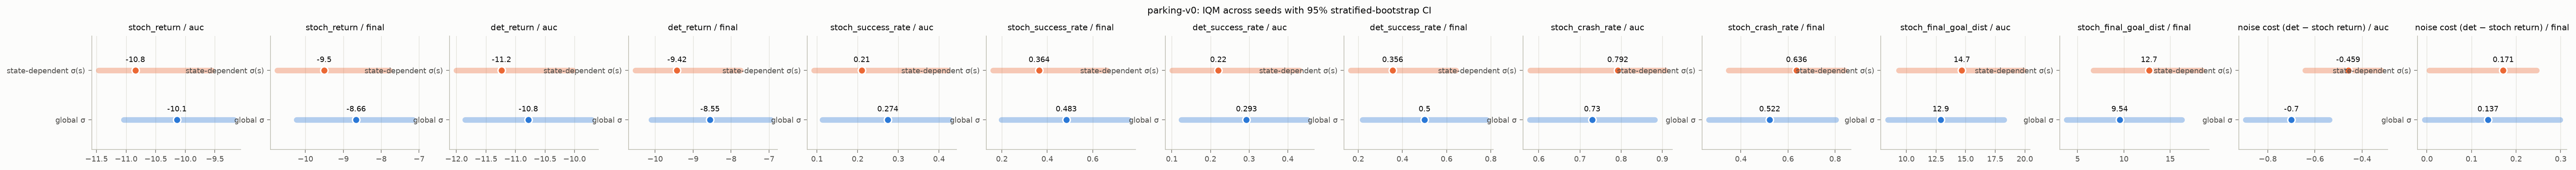 parking-v0: IQM across seeds with 95% stratified-bootstrap CI
stoch_return / auc
state-dependent σ(s)
global σ
-10.8
-10.1
−11.5 −11.0 −10.5 −10.0 −9.5
stoch_return / final
state-dependent σ(s)
global σ
-9.5
-8.66
−10 −9 −8 −7
det_return / auc
state-dependent σ(s)
global σ
-11.2
-10.8
−12.0 −11.5 −11.0 −10.5 −10.0
det_return / final
state-dependent σ(s)
global σ
-9.42
-8.55
−10 −9 −8 −7
stoch_success_rate / auc
state-dependent σ(s)
global σ
0.21
0.274
0.1 0.2 0.3 0.4
stoch_success_rate / final
state-dependent σ(s)
global σ
0.364
0.483
0.2 0.4 0.6
det_success_rate / auc
state-dependent σ(s)
global σ
0.22
0.293
0.1 0.2 0.3 0.4
det_success_rate / final
state-dependent σ(s)
global σ
0.356
0.5
0.2 0.4 0.6 0.8
stoch_crash_rate / auc
state-dependent σ(s)
global σ
0.792
0.73
0.6 0.7 0.8 0.9
stoch_crash_rate / final
state-dependent σ(s)
global σ
0.636
0.522
0.4 0.6 0.8
stoch_final_goal_dist / auc
state-dependent σ(s)
global σ
14.7
12.9
10.0 12.5 15.0 17.5 20.0
stoch_final_goal_dist / final
state-dependent σ(s)
global σ
12.7
9.54
5 10 15
noise cost (det − stoch return) / auc
state-dependent σ(s)
global σ
-0.459
-0.7
−0.8 −0.6 −0.4
noise cost (det − stoch return) / final
state-dependent σ(s)
global σ
0.171
0.137
0.0 0.1 0.2 0.3